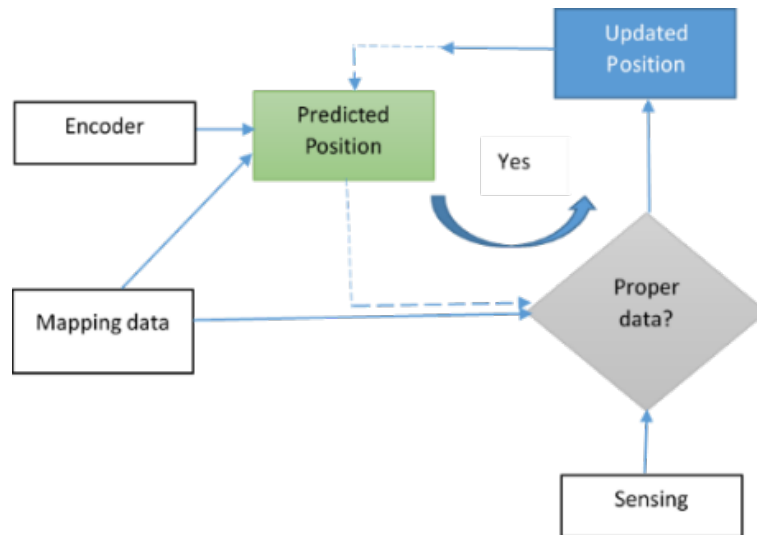 Updated
Position
Encoder
Predicted
Position
Yes
Mapping data
Proper
data?
Sensing